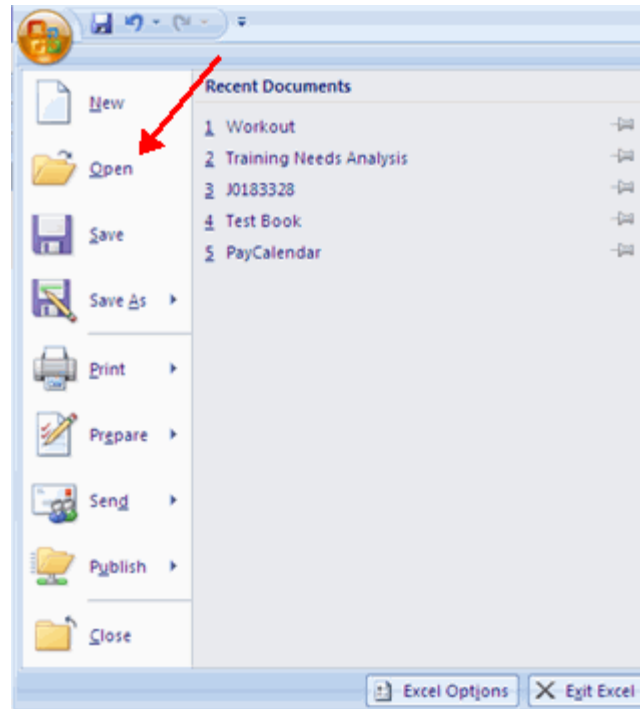 New
Open
Save
Save As
Print
Prepare
Send
Publish
Close
Recent Documents
1 Workout
2 Training Needs Analysis
3 J0183328
4 Test Book
5 PayCalendar
Excel Options
Exit Excel